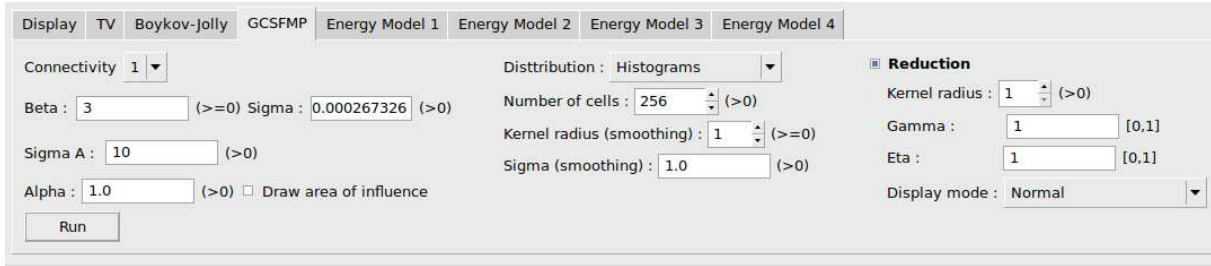 Display TV Boykov-Jolly GCSFMP Energy Model 1 Energy Model 2 Energy Model 3 Energy Model 4
Connectivity 1
Beta : 3 (>=0) Sigma : 0.000267326 (>0)
Sigma A : 10 (>0)
Alpha : 1.0 (>0) Draw area of influence
Run
Disttribution : Histograms
Number of cells : 256 (>0)
Kernel radius (smoothing) : 1 (>=0)
Sigma (smoothing) : 1.0 (>0)
Reduction
Kernel radius : 1 (>0)
Gamma : 1 [0,1]
Eta : 1 [0,1]
Display mode : Normal